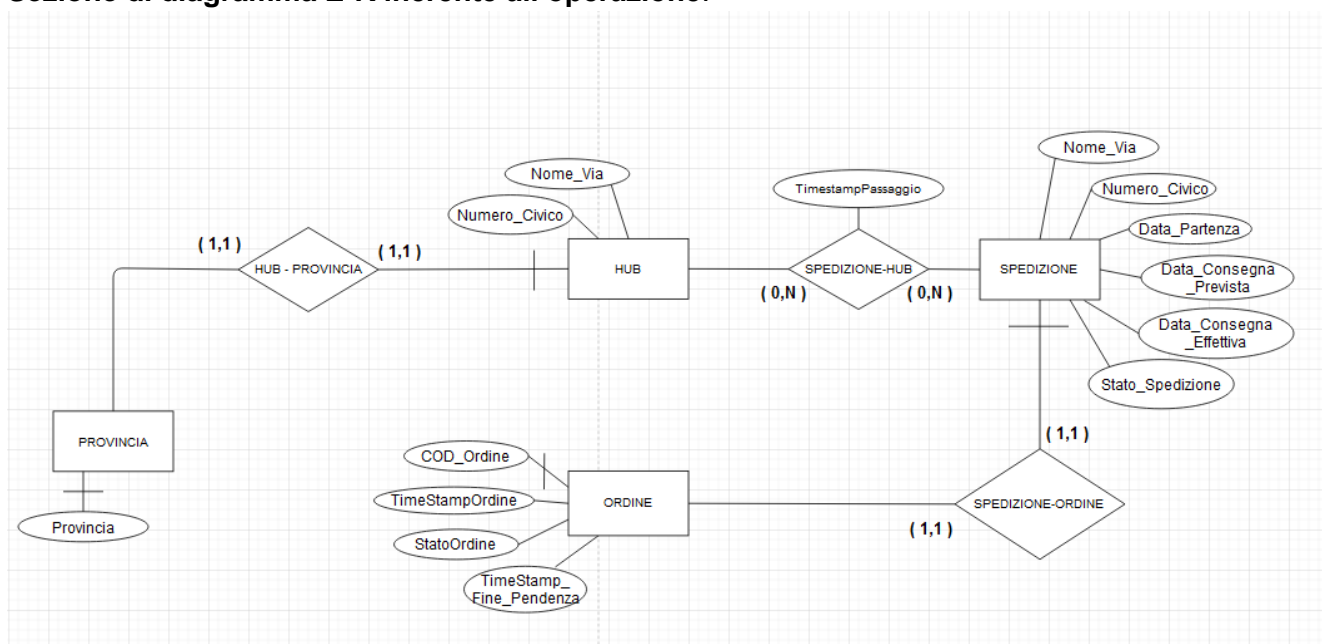 Sezione di diagramma E-R inerente all'operazione:
Nome_Via
Numero_Civico
TimestampPassaggio
Nome_Via
Numero_Civico
Data_Partenza
( 1,1 )
HUB - PROVINCIA
( 1,1 )
HUB
SPEDIZIONE-HUB
( 0,N )
( 0,N )
SPEDIZIONE
Data_Consegna
_Prevista
Data_Consegna
_Effettiva
Stato_Spedizione
( 1,1 )
PROVINCIA
Provincia
COD_Ordine
TimeStampOrdine
StatoOrdine
TimeStamp_
Fine_Pendenza
ORDINE
( 1,1 )
SPEDIZIONE-ORDINE